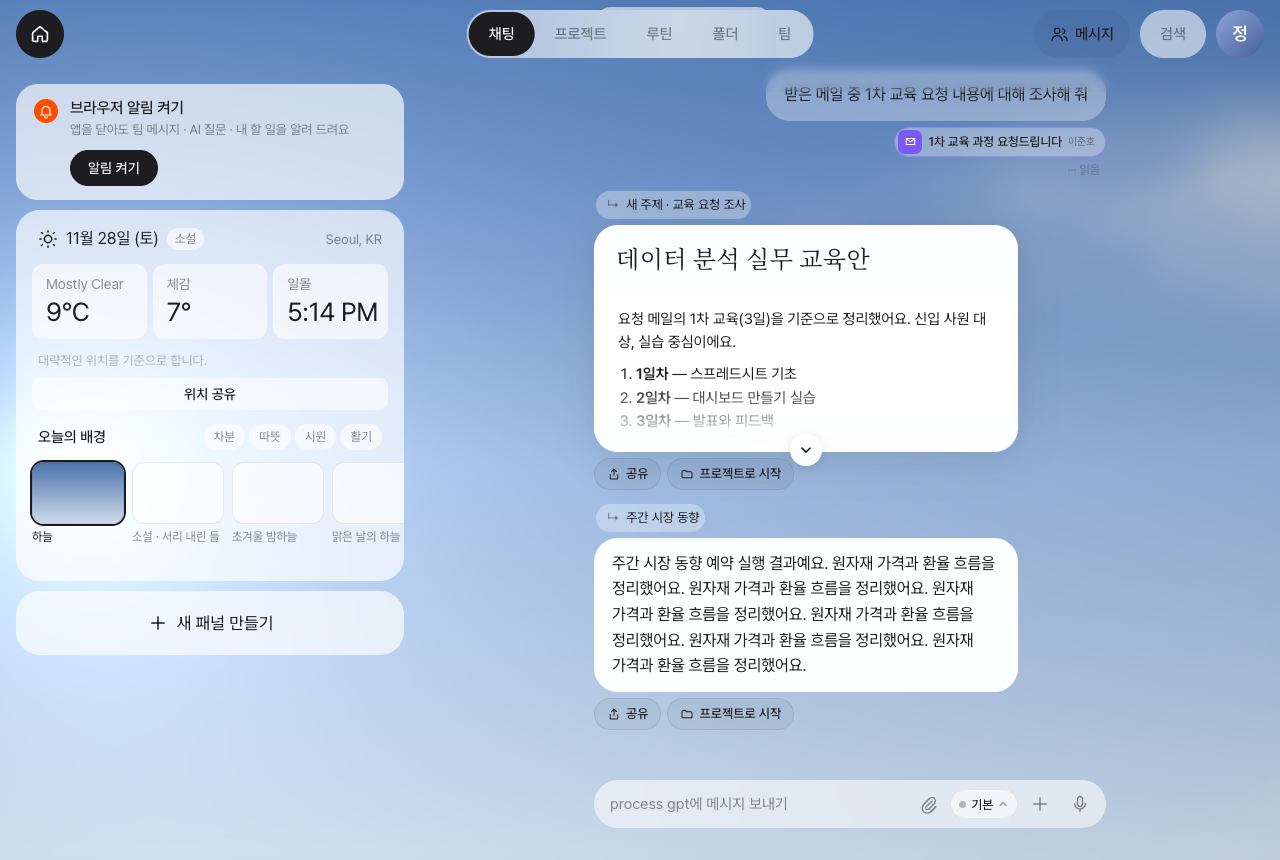 채팅
프로젝트
루틴
폴더
팀
메시지
검색
정
브라우저 알림 켜기
앱을 닫아도 팀 메시지 · AI 질문 · 내 할 일을 알려 드려요
알림 켜기
11월 28일 (토)
소설
Seoul, KR
Mostly Clear
9°C
체감
7°
일몰
5:14 PM
대략적인 위치를 기준으로 합니다.
위치 공유
오늘의 배경
차분
따뜻
시원
활기
하늘
소설 · 서리 내린 들
초겨울 밤하늘
맑은 날의 하늘
새 패널 만들기
받은 메일 중 1차 교육 요청 내용에 대해 조사해 줘
1차 교육 과정 요청드립니다 이준호
— 읽음
새 주제 · 교육 요청 조사
데이터 분석 실무 교육안
요청 메일의 1차 교육(3일)을 기준으로 정리했어요. 신입 사원 대
상, 실습 중심이에요.
1. 1일차 — 스프레드시트 기초
2. 2일차 — 대시보드 만들기 실습
3. 3일차 — 발표와 피드백
공유
프로젝트로 시작
주간 시장 동향
주간 시장 동향 예약 실행 결과예요. 원자재 가격과 환율 흐름을
정리했어요. 원자재 가격과 환율 흐름을 정리했어요. 원자재
가격과 환율 흐름을 정리했어요. 원자재 가격과 환율 흐름을
정리했어요. 원자재 가격과 환율 흐름을 정리했어요. 원자재
가격과 환율 흐름을 정리했어요.
공유
프로젝트로 시작
process gpt에 메시지 보내기
기본